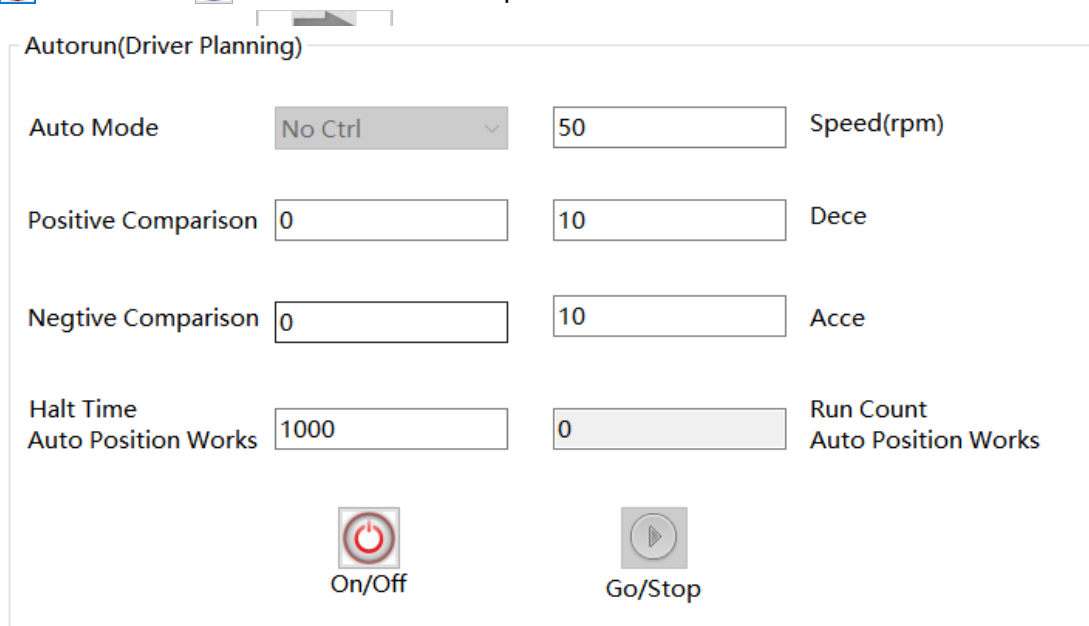 Autorun(Driver Planning)
Auto Mode No Ctrl 50 Speed(rpm)
Positive Comparison 0 10 Dece
Negtive Comparison 0 10 Acce
Halt Time Run Count
Auto Position Works 1000 0 Auto Position Works
On/Off Go/Stop